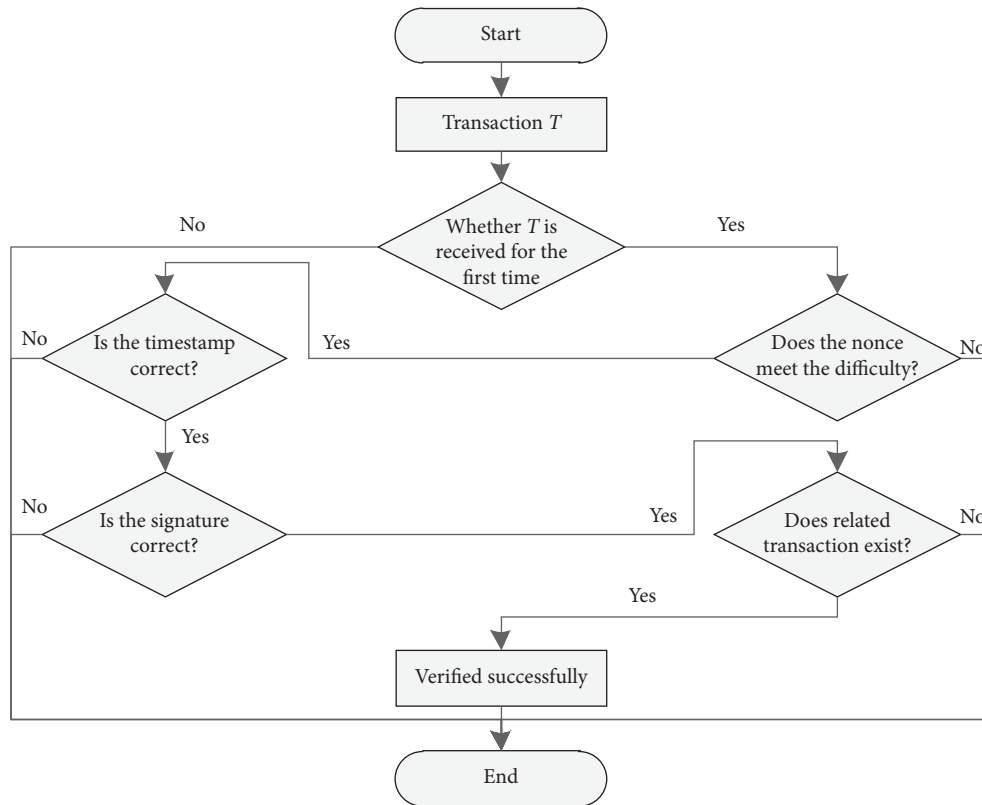 Start
Transaction T
Whether T is
received for the
first time
No
Yes
Is the timestamp
correct?
No
Yes
Does the nonce
meet the difficulty?
No
Yes
Is the signature
correct?
No
Yes
Does related
transaction exist?
No
Yes
Verified successfully
End